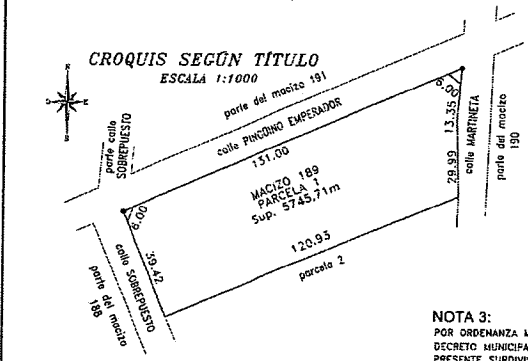 CROQUIS SEGÚN TÍTULO
ESCALA 1:1000
parte del macizo 191
calle PINGÜINO EMPERADOR
131.00
parte calle
SOBREPUESTO
6.00
6.00
13.35
29.99
calle MARTINETA
parte del macizo
190
MACIZO 189
PARCELA 1
Sup. 5745,71m
39.42
120.93
parcela 2
calle SOBREPUESTO
parte del macizo
188
NOTA 3:
POR ORDENANZA
DECRETO MUNICIPA
PRESENTE SUBDIVI